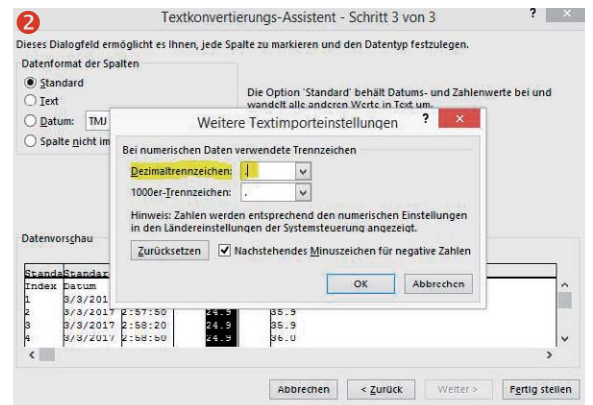 2
Textkonvertierungs-Assistent - Schritt 3 von 3 ? ×
Dieses Dialogfeld ermöglicht es Ihnen, jede Spalte zu markieren und den Datentyp festzulegen.
Datenformat der Spalten
Standard
Text
Datum: TMJ
Spalte nicht im
Die Option 'Standard' behält Datums- und Zahlenwerte bei und
wandelt alle anderen Werte in Text um.
Weitere Textimporteinstellungen ? ×
Bei numerischen Daten verwendete Trennzeichen
Dezimaltrennzeichen: .
1000er-Trennzeichen: .
Hinweis: Zahlen werden entsprechend den numerischen Einstellungen
in den Ländereinstellungen der Systemsteuerung angezeigt.
Zurücksetzen Nachstehendes Minuszeichen für negative Zahlen
OK Abbrechen
Datenvorschau
Standa Standar
Index Datum
1 3/3/201
2 3/3/2017 2:57:50 24.9 35.9
3 3/3/2017 2:58:20 24.9 35.9
4 3/3/2017 2:58:50 24.9 36.0
Abbrechen < Zurück Weiter > Fertig stellen